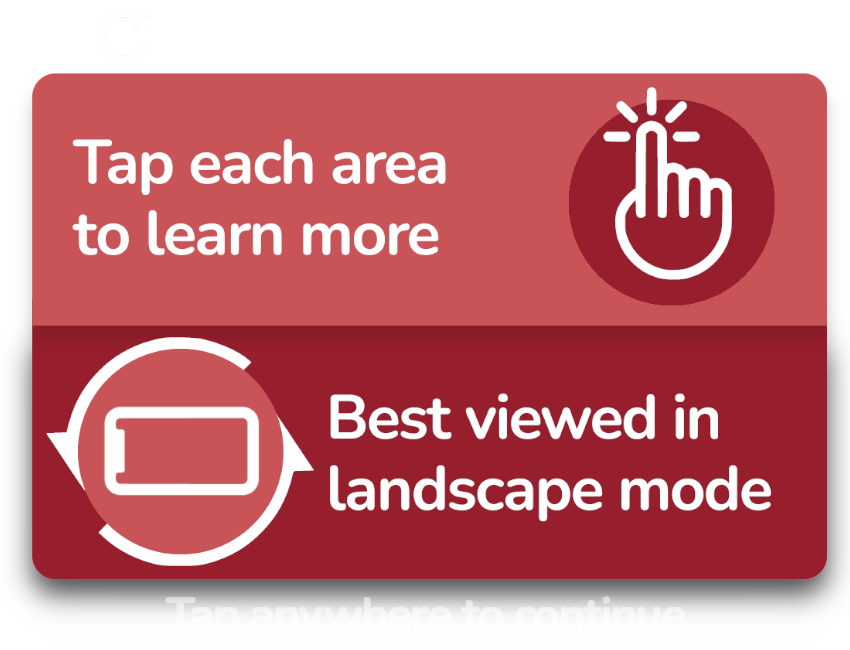 Tap each area
to learn more
Best viewed in
landscape mode
Tap anywhere to continue